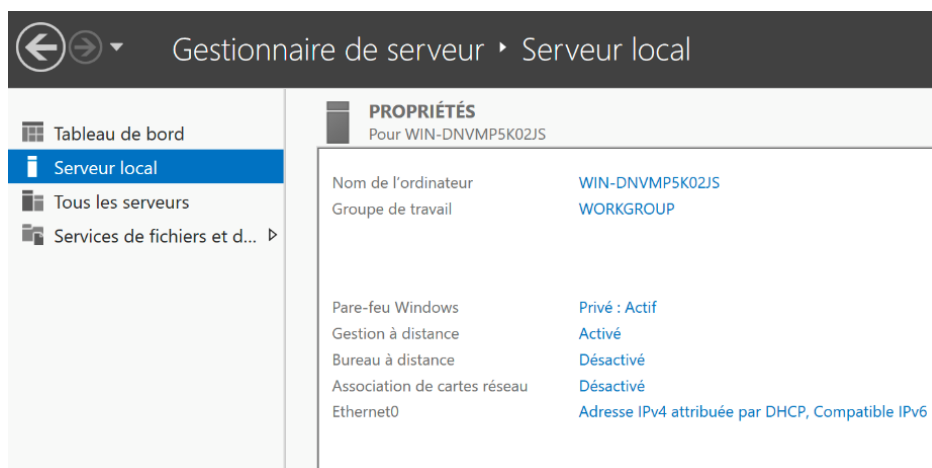 Gestionnaire de serveur ‣ Serveur local
Tableau de bord
Serveur local
Tous les serveurs
Services de fichiers et d...
PROPRIÉTÉS
Pour WIN-DNVMP5K02JS
Nom de l'ordinateur WIN-DNVMP5K02JS
Groupe de travail WORKGROUP
Pare-feu Windows Privé : Actif
Gestion à distance Activé
Bureau à distance Désactivé
Association de cartes réseau Désactivé
Ethernet0 Adresse IPv4 attribuée par DHCP, Compatible IPv6